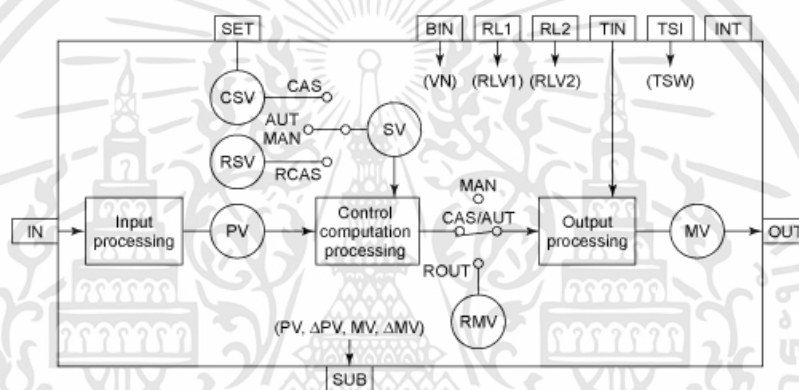 SET
BIN
RL1
RL2
TIN
TSI
INT
CSV
CAS
(VN)
(RLV1)
(RLV2)
(TSW)
AUT
MAN
SV
RSV
RCAS
MAN
IN
Input
processing
PV
Control
computation
processing
CAS/AUT
Output
processing
MV
OUT
ROUT
RMV
(PV, ΔPV, MV, ΔMV)
SUB